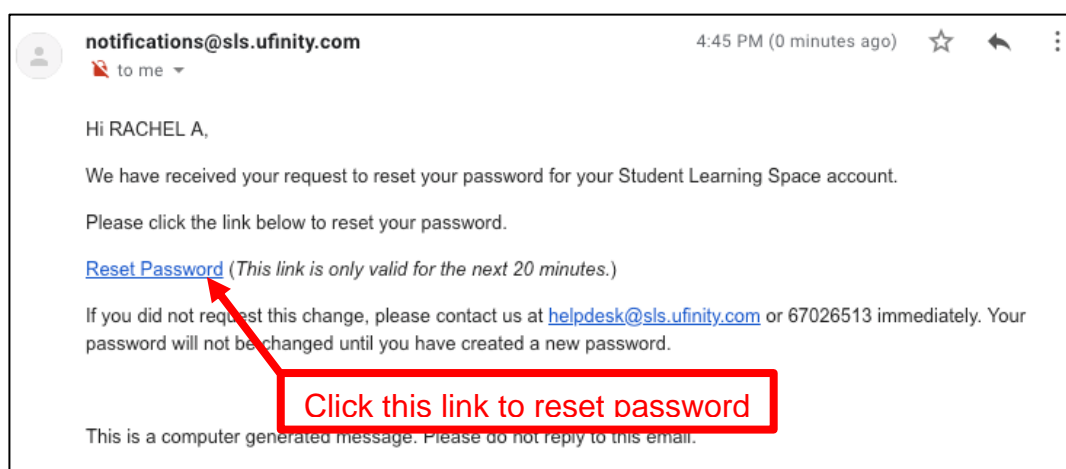 notifications@sls.ufinity.com 4:45 PM (0 minutes ago)
to me
Hi RACHEL A,
We have received your request to reset your password for your Student Learning Space account.
Please click the link below to reset your password.
Reset Password (This link is only valid for the next 20 minutes.)
If you did not request this change, please contact us at helpdesk@sls.ufinity.com or 67026513 immediately. Your
password will not be changed until you have created a new password.
Click this link to reset password
This is a computer generated message. Please do not reply to this email.